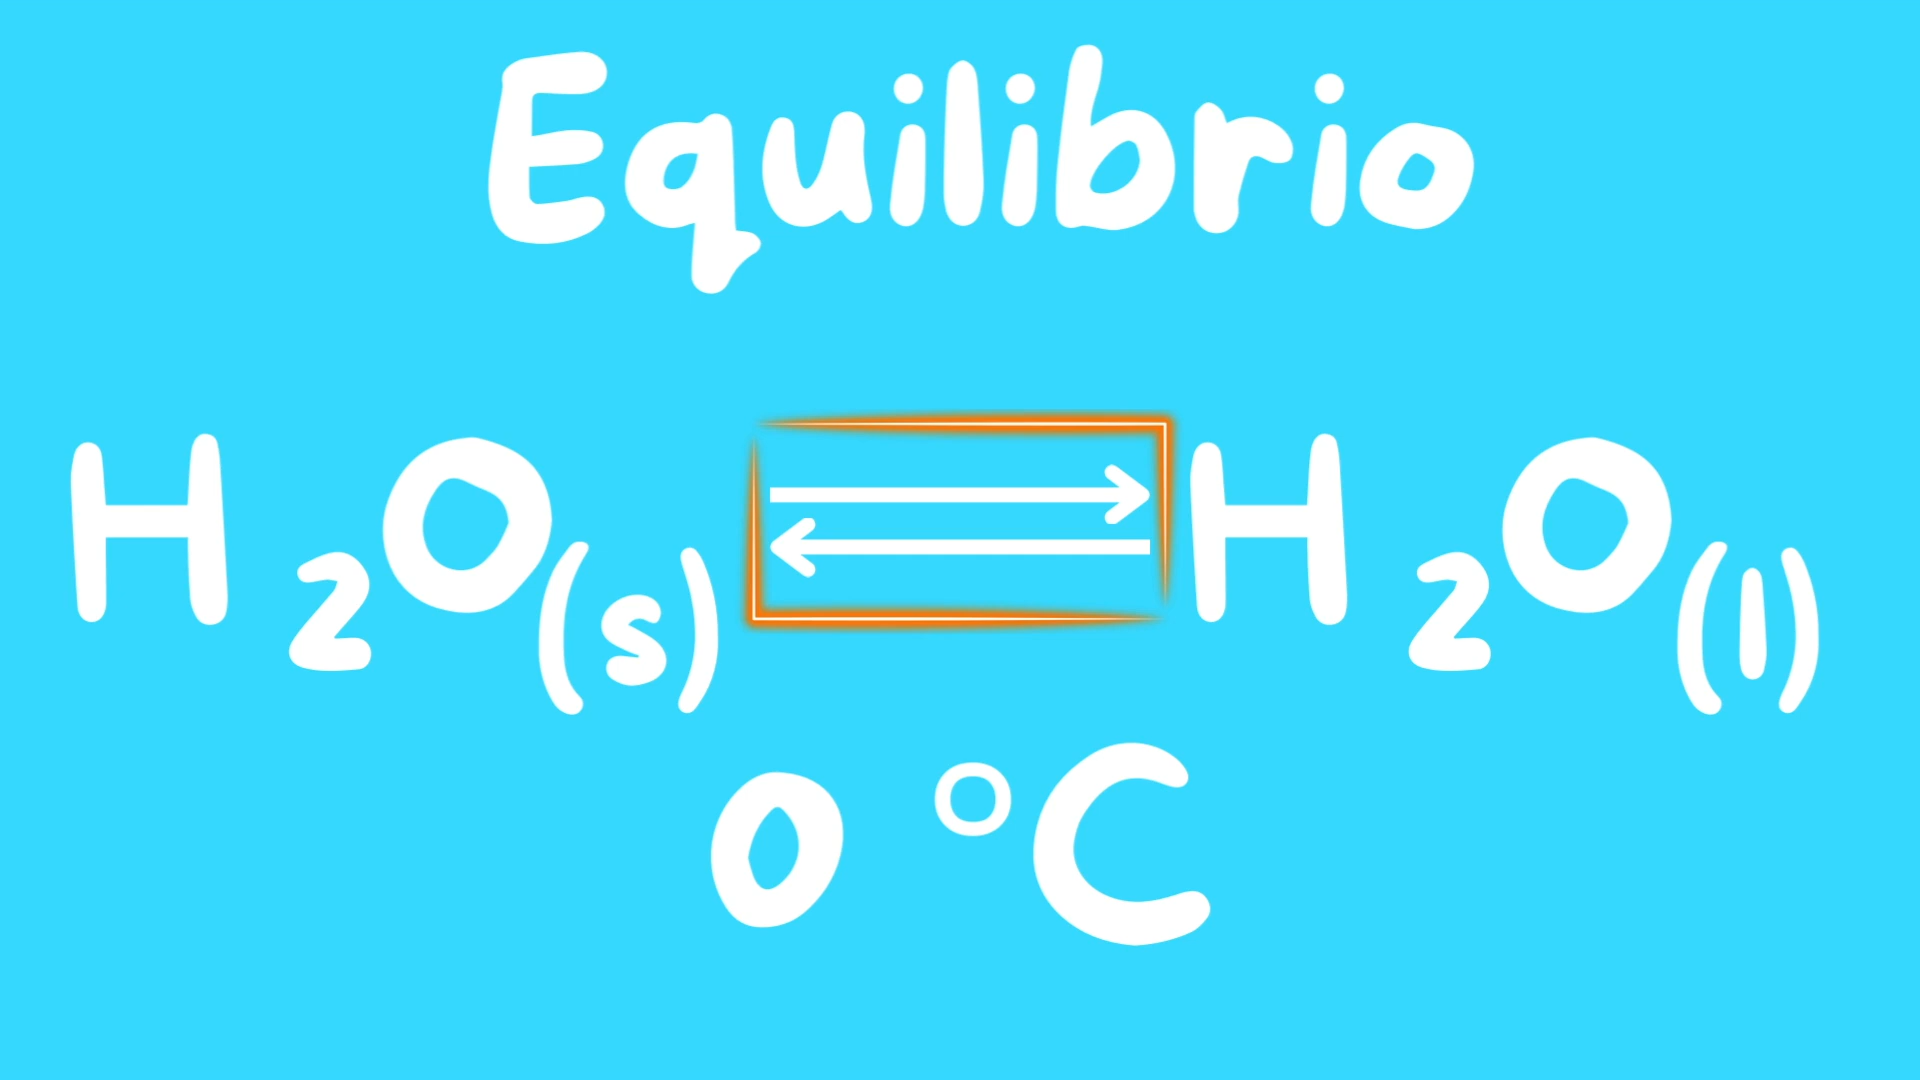 Equilibrio
H₂O₍s₎ ⇌ H₂O₍l₎
0 °C